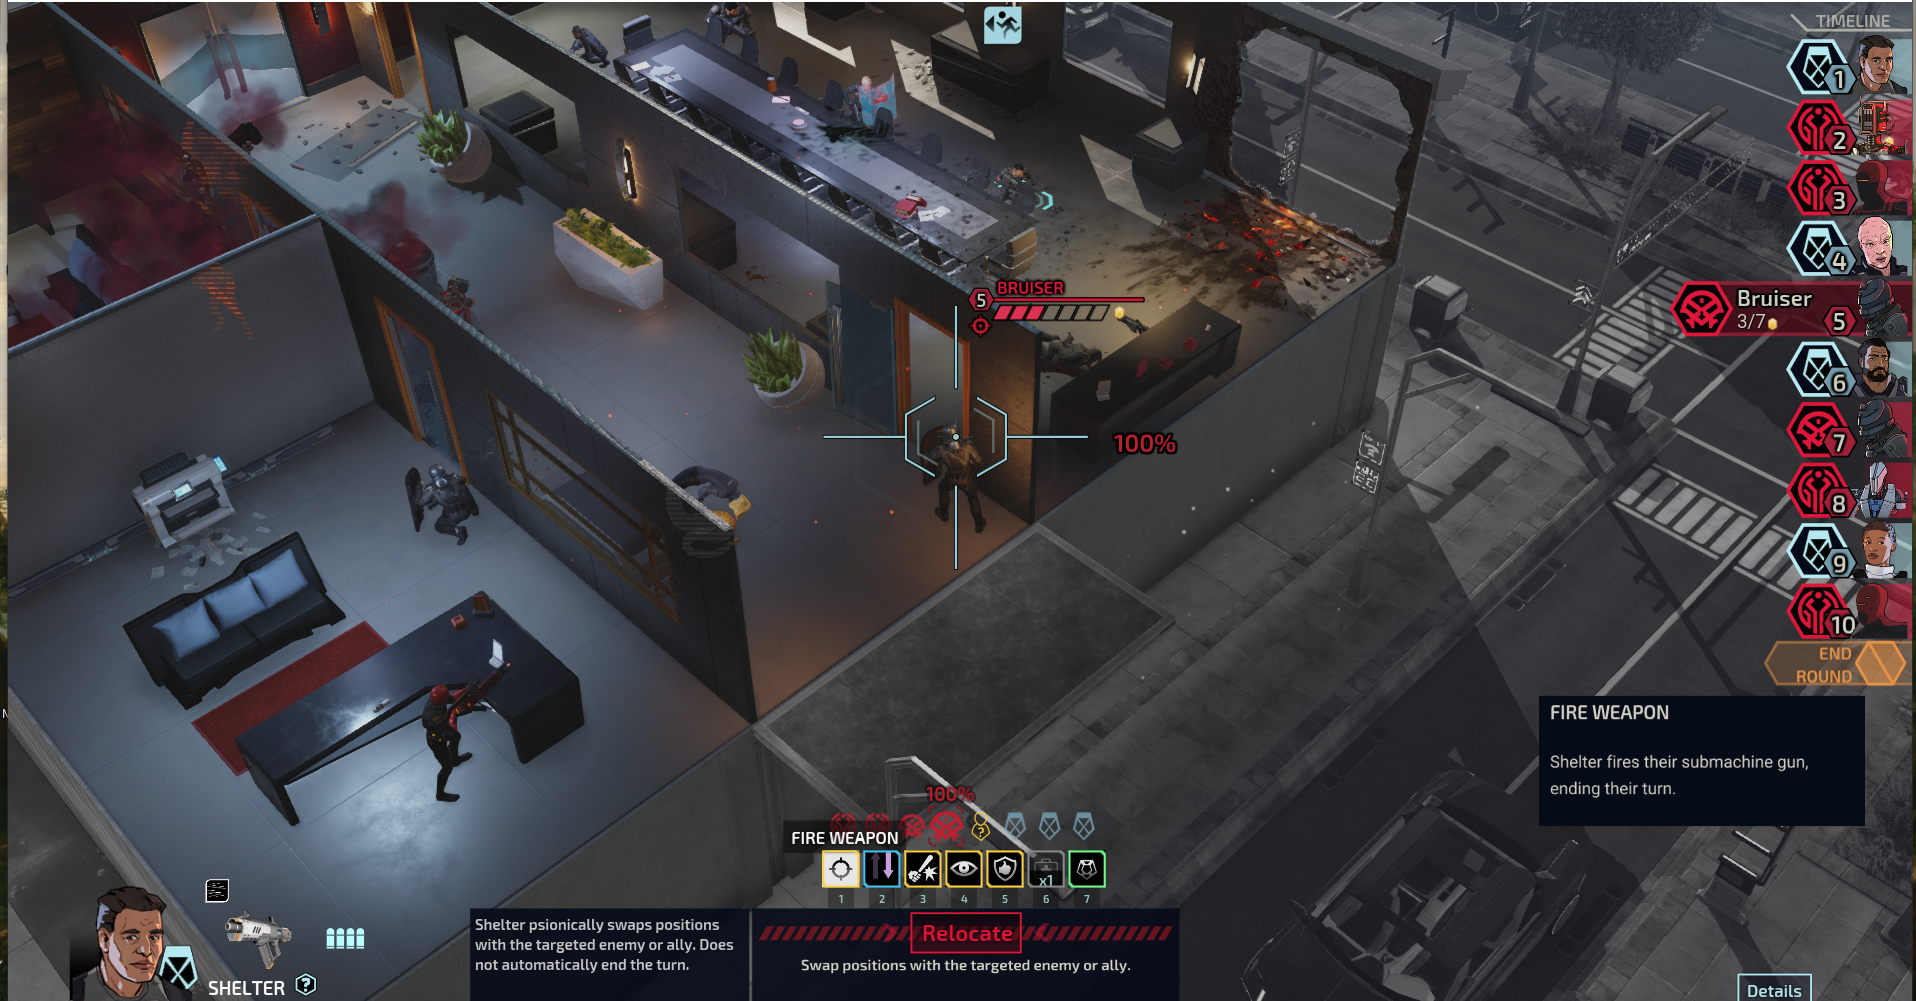 TIMELINE
1
2
3
4
Bruiser
3/7
5
6
7
8
9
10
END
ROUND
5
BRUISER
100%
FIRE WEAPON
Shelter fires their submachine gun,
ending their turn.
100%
FIRE WEAPON
x1
1 2 3 4 5 6 7
Shelter psionically swaps positions
with the targeted enemy or ally. Does
not automatically end the turn.
Relocate
Swap positions with the targeted enemy or ally.
SHELTER ?
Details